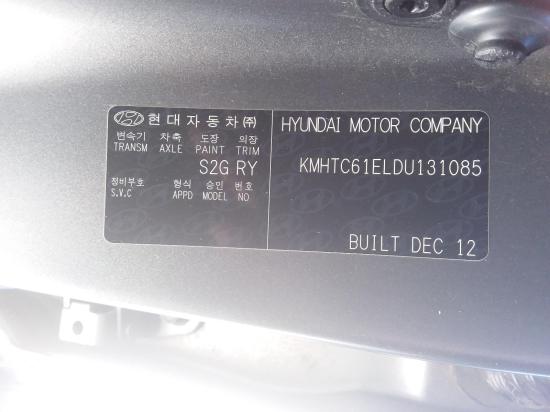 현대자동차(주)
변속기 차축 도장 의장
TRANSM AXLE PAINT TRIM
S2G RY
정비부호 형식 승인 번호
S.V.C APPD MODEL NO
HYUNDAI MOTOR COMPANY
KMHTC61ELDU131085
BUILT DEC 12